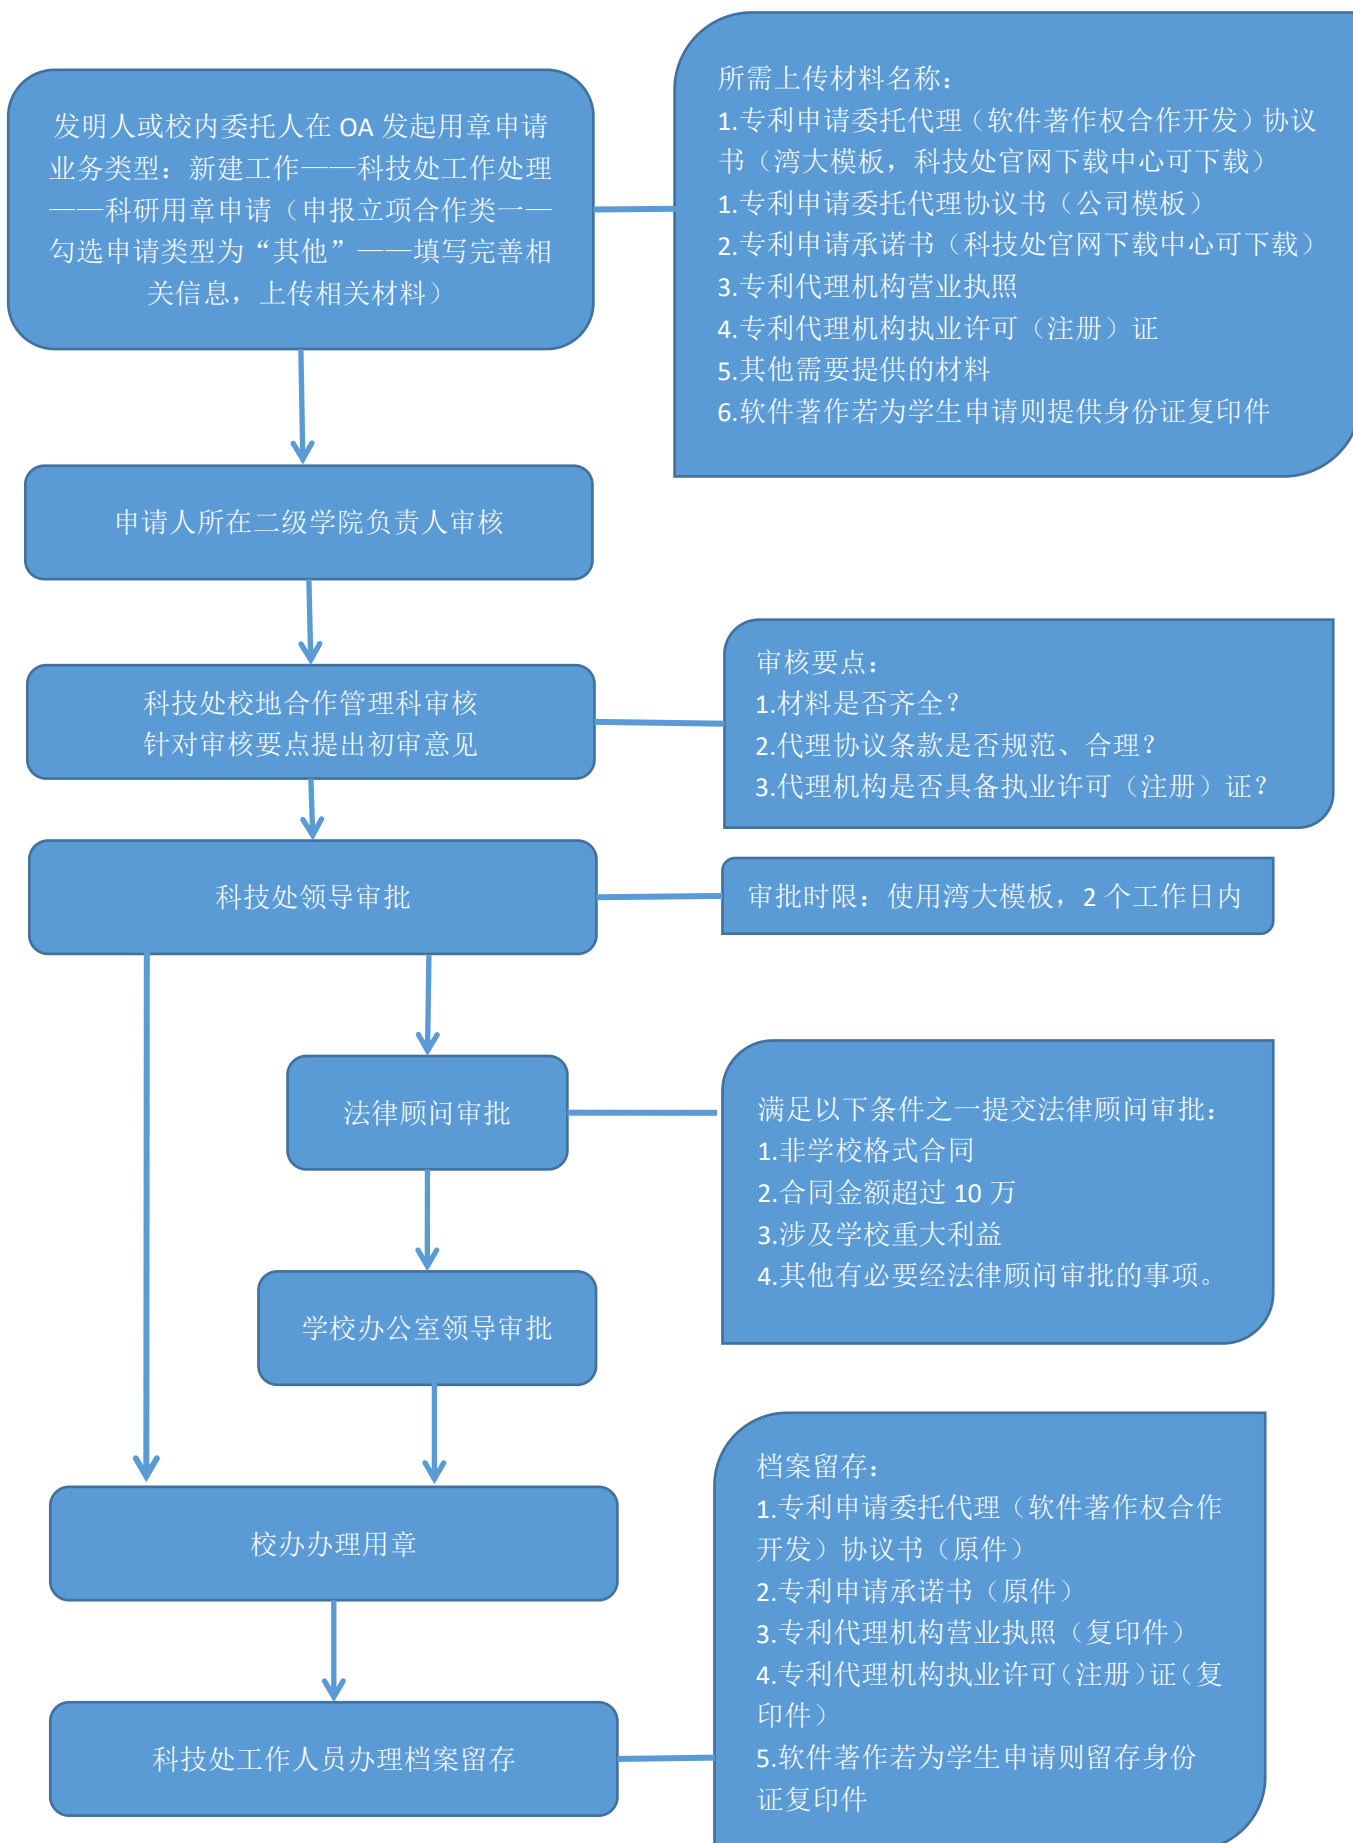 发明人或校内委托人在 OA 发起用章申请
业务类型：新建工作——科技处工作处理
——科研用章申请（申报立项合作类一—
勾选申请类型为“其他”——填写完善相
关信息，上传相关材料）
所需上传材料名称：
1.专利申请委托代理（软件著作权合作开发）协议
书（湾大模板，科技处官网下载中心可下载）
1.专利申请委托代理协议书（公司模板）
2.专利申请承诺书（科技处官网下载中心可下载）
3.专利代理机构营业执照
4.专利代理机构执业许可（注册）证
5.其他需要提供的材料
6.软件著作若为学生申请则提供身份证复印件
申请人所在二级学院负责人审核
科技处校地合作管理科审核
针对审核要点提出初审意见
审核要点：
1.材料是否齐全？
2.代理协议条款是否规范、合理？
3.代理机构是否具备执业许可（注册）证？
科技处领导审批
审批时限：使用湾大模板，2 个工作日内
法律顾问审批
满足以下条件之一提交法律顾问审批：
1.非学校格式合同
2.合同金额超过 10 万
3.涉及学校重大利益
4.其他有必要经法律顾问审批的事项。
学校办公室领导审批
校办办理用章
档案留存：
1.专利申请委托代理（软件著作权合作
开发）协议书（原件）
2.专利申请承诺书（原件）
3.专利代理机构营业执照（复印件）
4.专利代理机构执业许可（注册）证（复
印件）
5.软件著作若为学生申请则留存身份
证复印件
科技处工作人员办理档案留存